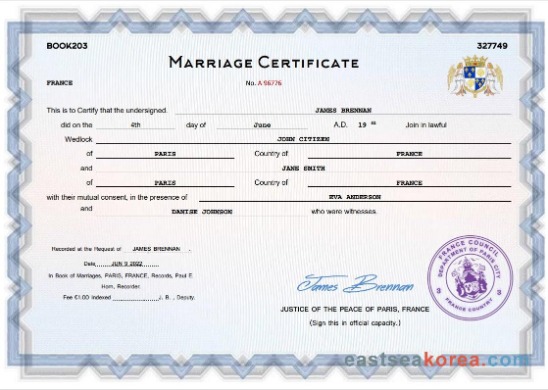 BOOK203
327749
MARRIAGE CERTIFICATE
FRANCE
No. A 96776
This is to Certify that the undersigned. JAMES BRENNAN
did on the 4th day of June A.D. 19 Join in lawful
Wedlock JOHN CITIZEN
of PARIS Country of FRANCE
and JANE SMITH
of PARIS Country of FRANCE
with their mutual consent, in the presence of EVA ANDERSON
and DANISE JOHNSON who were witnesses.
Recorded at the Request of JAMES BRENNAN .
Date, JUN 9 2022
In Book of Marriages, PARIS, FRANCE, Records, Paul E.
Horn, Recorder.
Fee £1.00 Indexed J. B. , Deputy.
James Brennan
JUSTICE OF THE PEACE OF PARIS, FRANCE
(Sign this in official capacity.)
FRANCE COUNCIL
DEPARTMENT OF PARIS CITY
FRANCE COUNTRY
eastseakorea.com